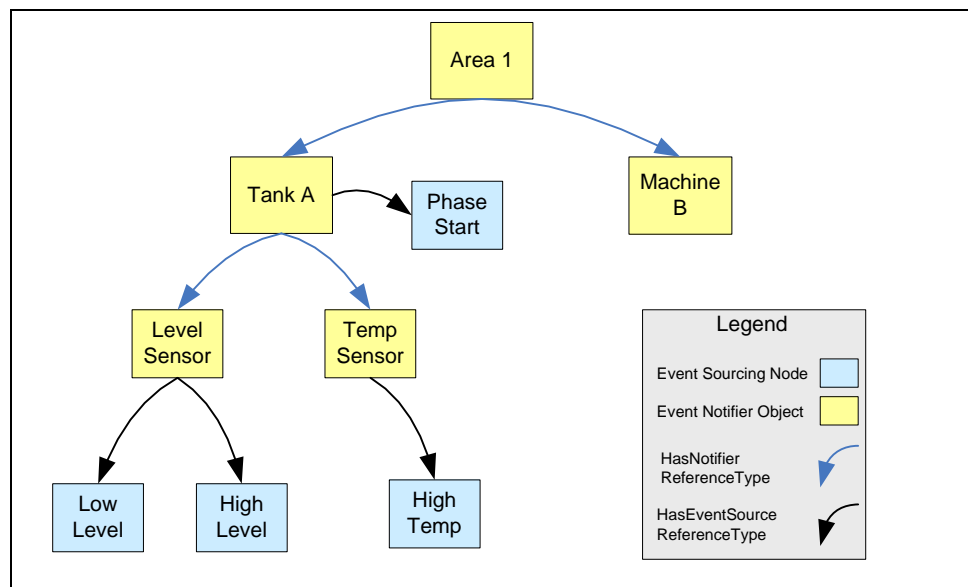 Area 1
Tank A
Phase
Start
Machine
B
Level
Sensor
Temp
Sensor
Low
Level
High
Level
High
Temp
Legend
Event Sourcing Node
Event Notifier Object
HasNotifier
ReferenceType
HasEventSource
ReferenceType